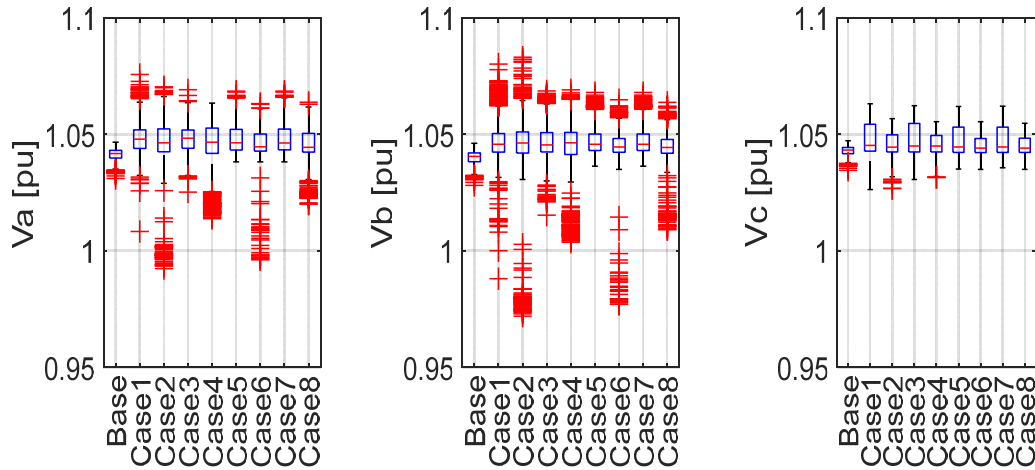 Va [pu]
1.1
1.05
1
0.95
Base
Case1
Case2
Case3
Case4
Case5
Case6
Case7
Case8
Vb [pu]
1.1
1.05
1
0.95
Base
Case1
Case2
Case3
Case4
Case5
Case6
Case7
Case8
Vc [pu]
1.1
1.05
1
0.95
Base
Case1
Case2
Case3
Case4
Case5
Case6
Case7
Case8